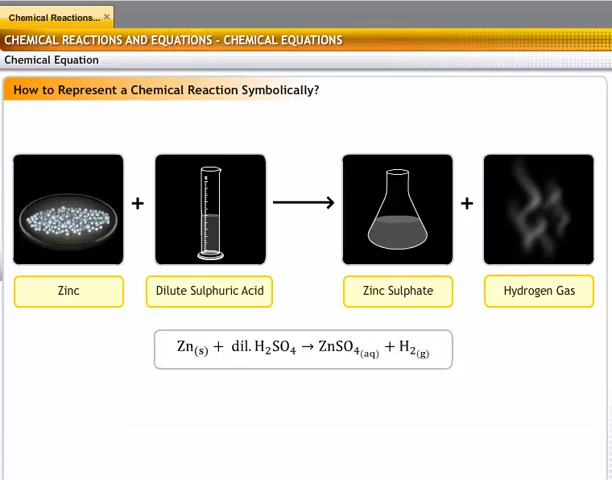 Chemical Reactions... ×
CHEMICAL REACTIONS AND EQUATIONS - CHEMICAL EQUATIONS
Chemical Equation
How to Represent a Chemical Reaction Symbolically?
+ → +
Zinc Dilute Sulphuric Acid Zinc Sulphate Hydrogen Gas
Zn₍s₎ + dil. H₂SO₄ → ZnSO₄₍aq₎ + H₂₍g₎